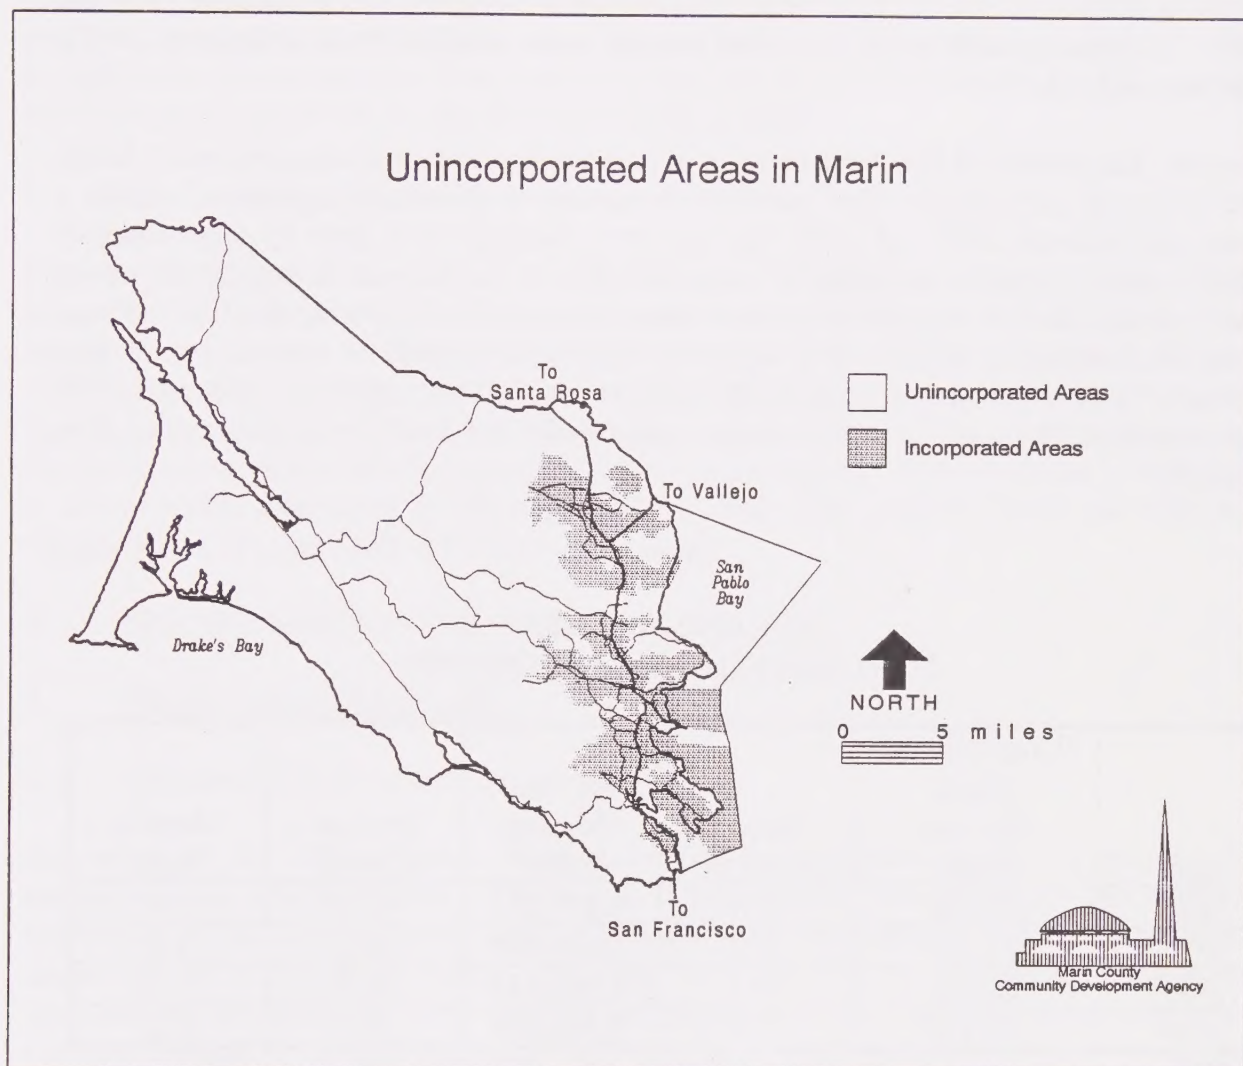 Unincorporated Areas in Marin
To
Santa Rosa
Unincorporated Areas
Incorporated Areas
To Vallejo
San
Pablo
Bay
Drake's Bay
NORTH
0 5 miles
To
San Francisco
Marin County
Community Development Agency